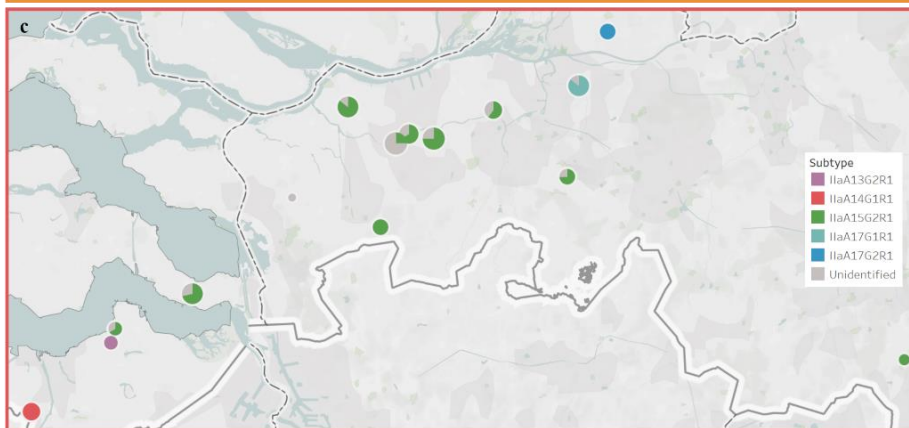 c
Subtype
IIaA13G2R1
IIaA14G1R1
IIaA15G2R1
IIaA17G1R1
IIaA17G2R1
Unidentified